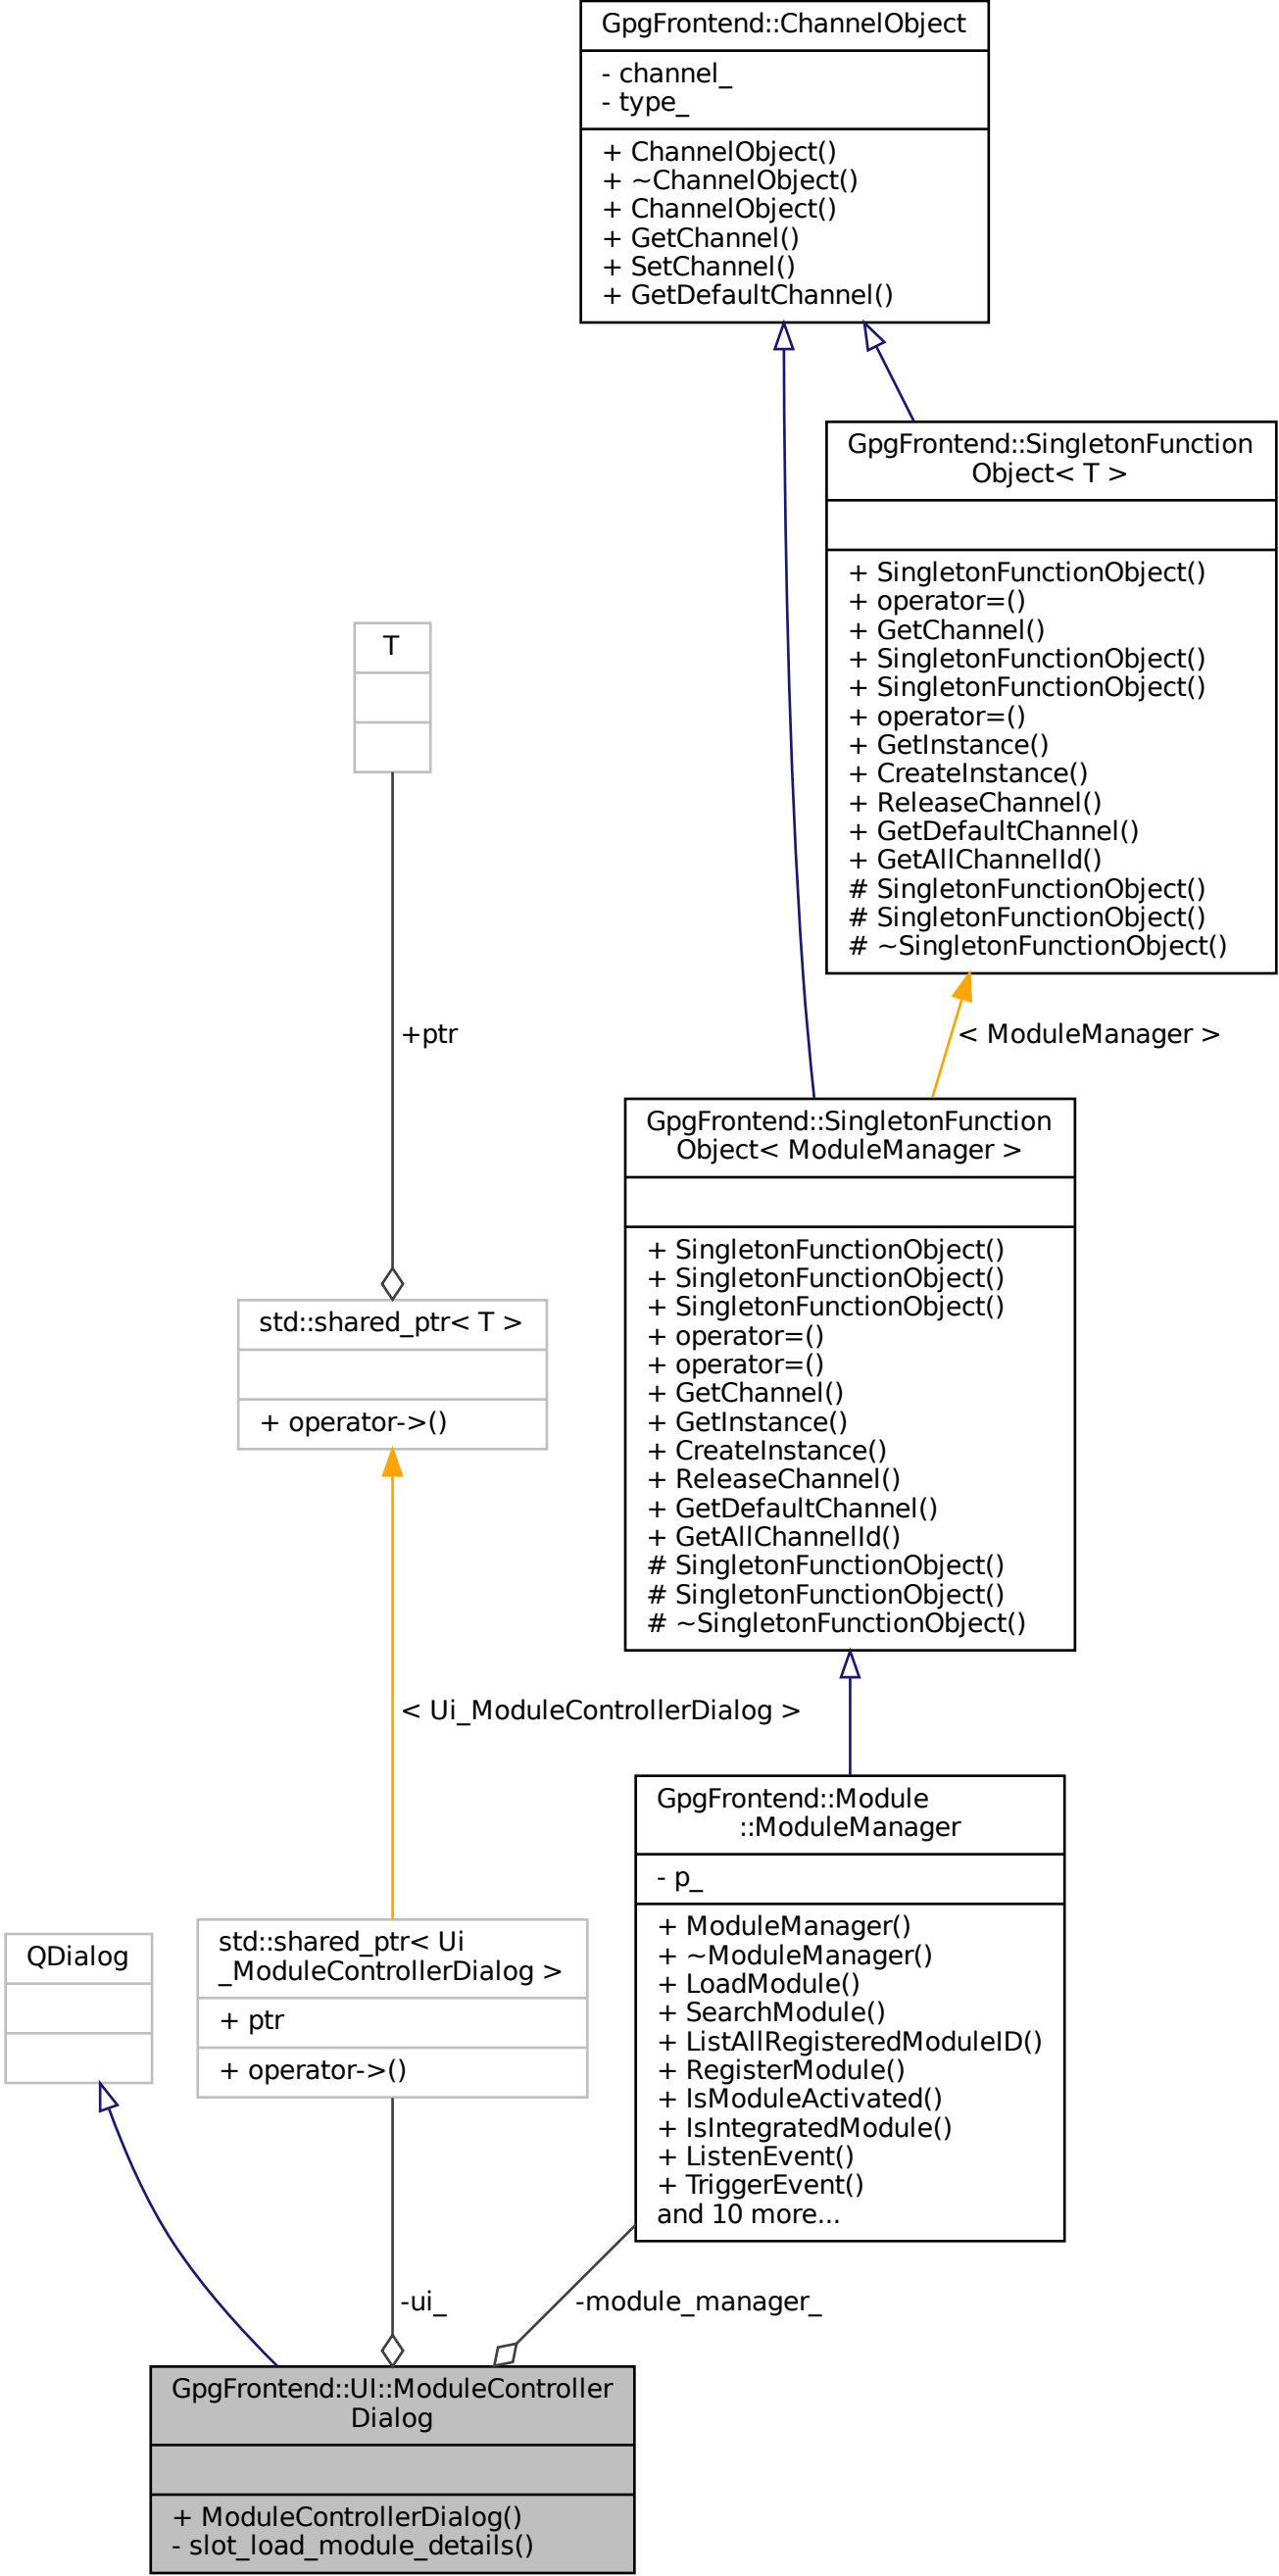 GpgFrontend::ChannelObject
- channel_
- type_
+ ChannelObject()
+ ~ChannelObject()
+ ChannelObject()
+ GetChannel()
+ SetChannel()
+ GetDefaultChannel()
GpgFrontend::SingletonFunction
Object< T >
+ SingletonFunctionObject()
+ operator=()
+ GetChannel()
+ SingletonFunctionObject()
+ SingletonFunctionObject()
+ operator=()
+ GetInstance()
+ CreateInstance()
+ ReleaseChannel()
+ GetDefaultChannel()
+ GetAllChannelId()
# SingletonFunctionObject()
# SingletonFunctionObject()
# ~SingletonFunctionObject()
T
+ptr
< ModuleManager >
GpgFrontend::SingletonFunction
Object< ModuleManager >
+ SingletonFunctionObject()
+ SingletonFunctionObject()
+ SingletonFunctionObject()
+ operator=()
+ operator=()
+ GetChannel()
+ GetInstance()
+ CreateInstance()
+ ReleaseChannel()
+ GetDefaultChannel()
+ GetAllChannelId()
# SingletonFunctionObject()
# SingletonFunctionObject()
# ~SingletonFunctionObject()
std::shared_ptr< T >
+ operator->()
< Ui_ModuleControllerDialog >
GpgFrontend::Module
::ModuleManager
- p_
+ ModuleManager()
+ ~ModuleManager()
+ LoadModule()
+ SearchModule()
+ ListAllRegisteredModuleID()
+ RegisterModule()
+ IsModuleActivated()
+ IsIntegratedModule()
+ ListenEvent()
+ TriggerEvent()
and 10 more...
QDialog
std::shared_ptr< Ui
_ModuleControllerDialog >
+ ptr
+ operator->()
-ui_
-module_manager_
GpgFrontend::UI::ModuleController
Dialog
+ ModuleControllerDialog()
- slot_load_module_details()